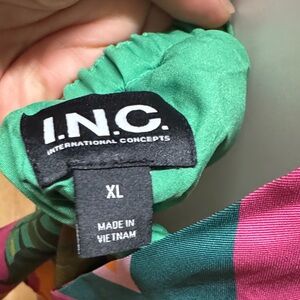 I.N.C.
INTERNATIONAL CONCEPTS
XL
MADE IN
VIETNAM